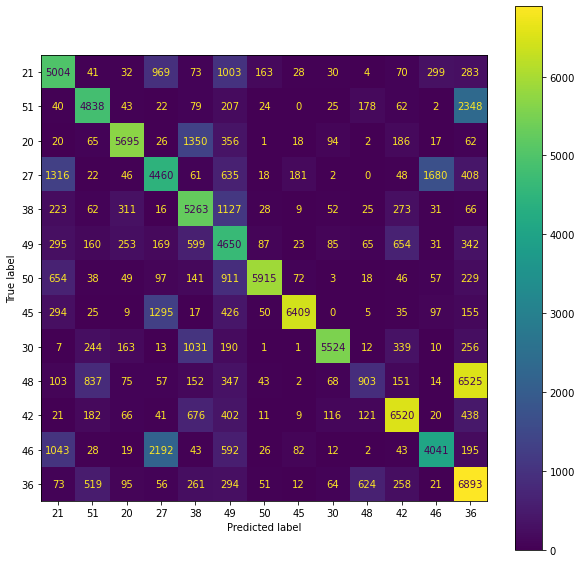 21 5004 41 32 969 73 1003 163 28 30 4 70 299 283
51 40 4838 43 22 79 207 24 0 25 178 62 2 2348
20 20 65 5695 26 1350 356 1 18 94 2 186 17 62
27 1316 22 46 4460 61 635 18 181 2 0 48 1680 408
38 223 62 311 16 5263 1127 28 9 52 25 273 31 66
49 295 160 253 169 599 4650 87 23 85 65 654 31 342
50 654 38 49 97 141 911 5915 72 3 18 46 57 229
45 294 25 9 1295 17 426 50 6409 0 5 35 97 155
30 7 244 163 13 1031 190 1 1 5524 12 339 10 256
48 103 837 75 57 152 347 43 2 68 903 151 14 6525
42 21 182 66 41 676 402 11 9 116 121 6520 20 438
46 1043 28 19 2192 43 592 26 82 12 2 43 4041 195
36 73 519 95 56 261 294 51 12 64 624 258 21 6893
21 51 20 27 38 49 50 45 30 48 42 46 36
Predicted label
True label
7000
6000
5000
4000
3000
2000
1000
0